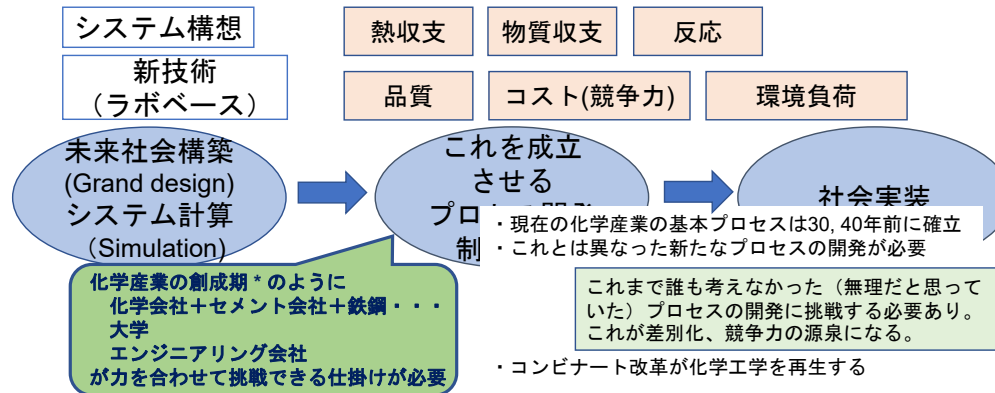 システム構想
熱収支
物質収支
反応
新技術
（ラボベース）
品質
コスト(競争力)
環境負荷
未来社会構築
(Grand design)
システム計算
（Simulation）
これを成立
させる
社会実装
・現在の化学産業の基本プロセスは30, 40年前に確立
・これとは異なった新たなプロセスの開発が必要
化学産業の創成期 * のように
化学会社＋セメント会社＋鉄鋼・・・
大学
エンジニアリング会社
が力を合わせて挑戦できる仕掛けが必要
これまで誰も考えなかった（無理だと思って
いた）プロセスの開発に挑戦する必要あり。
これが差別化、競争力の源泉になる。
・コンビナート改革が化学工学を再生する